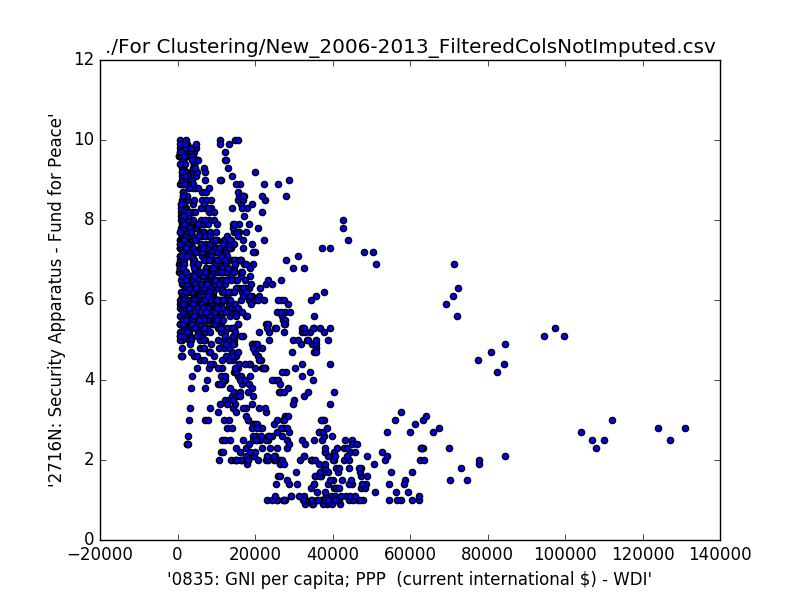 ./For Clustering/New_2006-2013_FilteredColsNotImputed.csv
12
10
8
6
4
2
0
'2716N: Security Apparatus - Fund for Peace'
−20000 0 20000 40000 60000 80000 100000 120000 140000
'0835: GNI per capita; PPP  (current international $) - WDI'